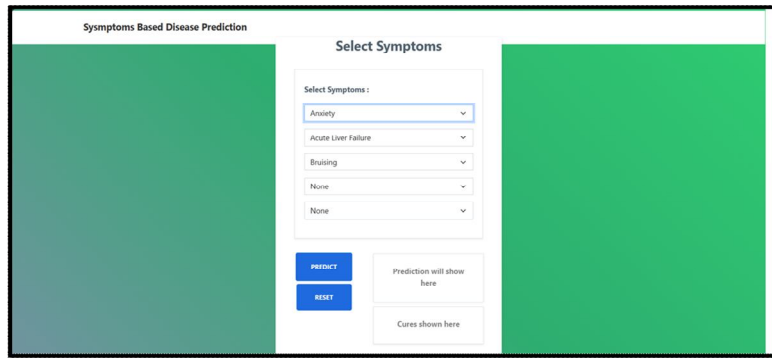 Sysmptoms Based Disease Prediction
Select Symptoms
Select Symptoms :
Anxiety
Acute Liver Failure
Bruising
None
None
PREDICT
RESET
Prediction will show
here
Cures shown here